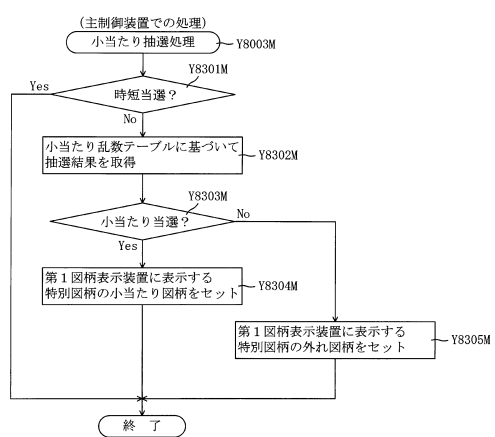 (主制御装置での処理)
小当たり抽選処理
Y8003M
Y8301M
Yes
時短当選？
No
小当たり乱数テーブルに基づいて
抽選結果を取得
Y8302M
Y8303M
小当たり当選？
No
Yes
第１図柄表示装置に表示する
特別図柄の小当たり図柄をセット
Y8304M
第１図柄表示装置に表示する
特別図柄の外れ図柄をセット
Y8305M
終　了